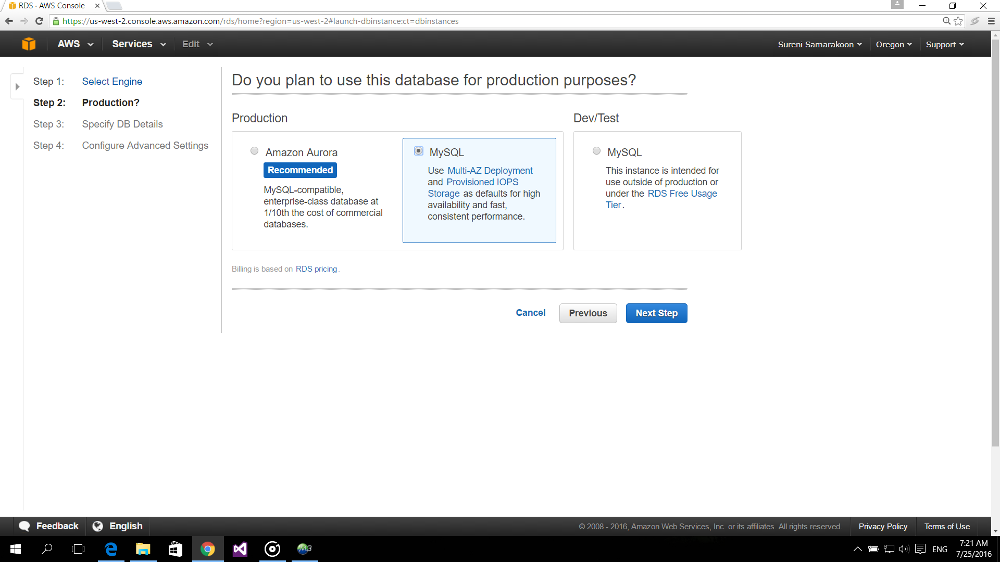 RDS · AWS Console
https://us-west-2.console.aws.amazon.com/rds/home?region=us-west-2#launch-dbinstance:ct=dbinstances
AWS Services Edit Sureni Samarakoon Oregon Support
Step 1: Select Engine
Step 2: Production?
Step 3: Specify DB Details
Step 4: Configure Advanced Settings
Do you plan to use this database for production purposes?
Production
Amazon Aurora
Recommended
MySQL-compatible,
enterprise-class database at
1/10th the cost of commercial
databases.
MySQL
Use Multi-AZ Deployment
and Provisioned IOPS
Storage as defaults for high
availability and fast,
consistent performance.
Dev/Test
MySQL
This instance is intended for
use outside of production or
under the RDS Free Usage
Tier.
Billing is based on RDS pricing.
Cancel Previous Next Step
Feedback English © 2008 - 2016, Amazon Web Services, Inc. or its affiliates. All rights reserved. Privacy Policy Terms of Use
M3
ENG
7:21 AM
7/25/2016